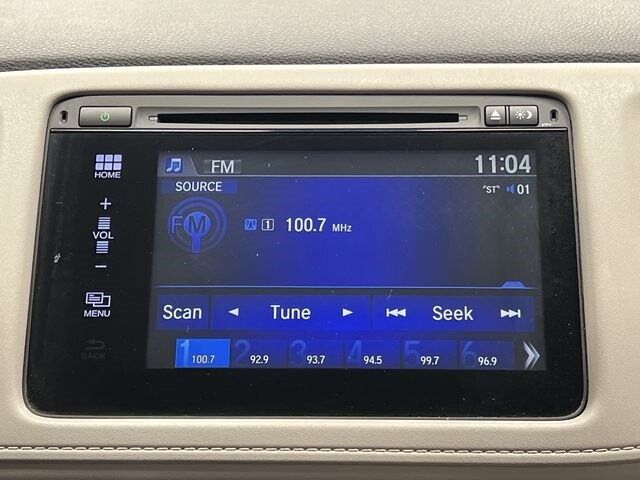 FM 11:04
HOME
SOURCE "ST" 01
+
FM 1 100.7 MHz
VOL
−
MENU Scan Tune Seek
BACK
1 100.7 2 92.9 3 93.7 4 94.5 5 99.7 6 96.9